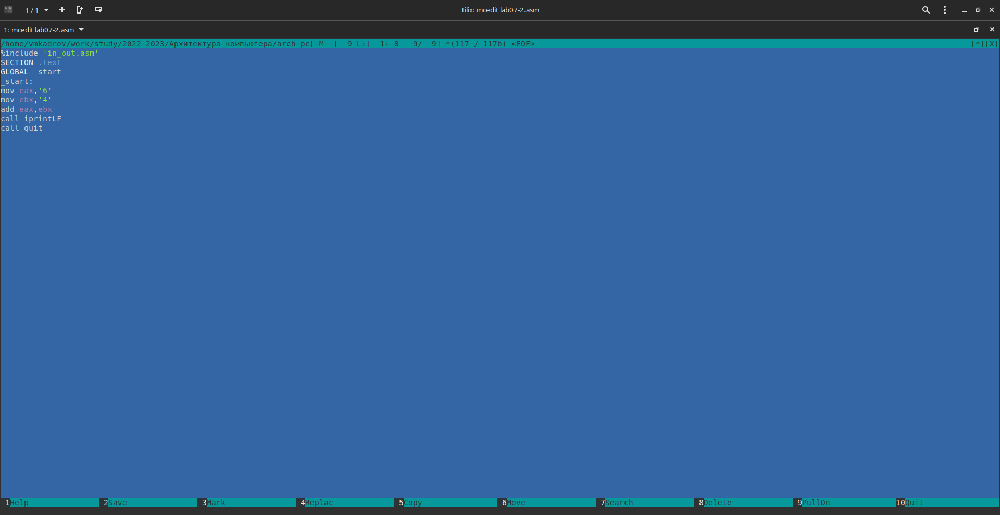 1 / 1
Tilix: mcedit lab07-2.asm
1: mcedit lab07-2.asm
/home/vmkadrov/work/study/2022-2023/Архитектура компьютера/arch-pc[-M--]  9 L:[  1+ 8   9/  9] *(117 / 117b) <EOF> [*][X]
%include 'in_out.asm'
SECTION .text
GLOBAL _start
_start:
mov eax,'6'
mov ebx,'4'
add eax,ebx
call iprintLF
call quit
1Help 2Save 3Mark 4Replac 5Copy 6Move 7Search 8Delete 9PullDn 10Quit